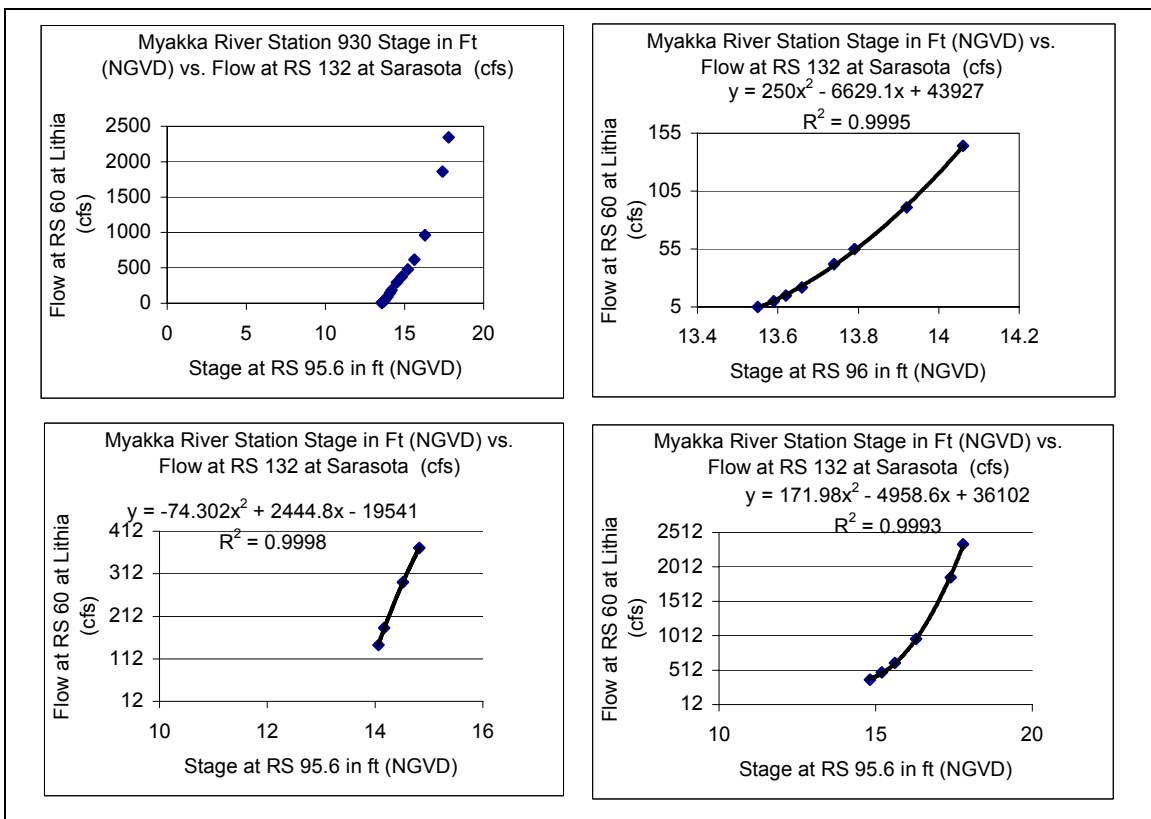 Myakka River Station 930 Stage in Ft
(NGVD) vs. Flow at RS 132 at Sarasota (cfs)
Flow at RS 60 at Lithia
(cfs)
2500
2000
1500
1000
500
0
0 5 10 15 20
Stage at RS 95.6 in ft (NGVD)
Myakka River Station Stage in Ft (NGVD) vs.
Flow at RS 132 at Sarasota (cfs)
y = 250x² - 6629.1x + 43927
R² = 0.9995
Flow at RS 60 at Lithia
(cfs)
155
105
55
5
13.4 13.6 13.8 14 14.2
Stage at RS 96 in ft (NGVD)
Myakka River Station Stage in Ft (NGVD) vs.
Flow at RS 132 at Sarasota (cfs)
y = -74.302x² + 2444.8x - 19541
R² = 0.9998
Flow at RS 60 at Lithia
(cfs)
412
312
212
112
12
10 12 14 16
Stage at RS 95.6 in ft (NGVD)
Myakka River Station Stage in Ft (NGVD) vs.
Flow at RS 132 at Sarasota (cfs)
y = 171.98x² - 4958.6x + 36102
R² = 0.9993
Flow at RS 60 at Lithia
(cfs)
2512
2012
1512
1012
512
12
10 15 20
Stage at RS 95.6 in ft (NGVD)